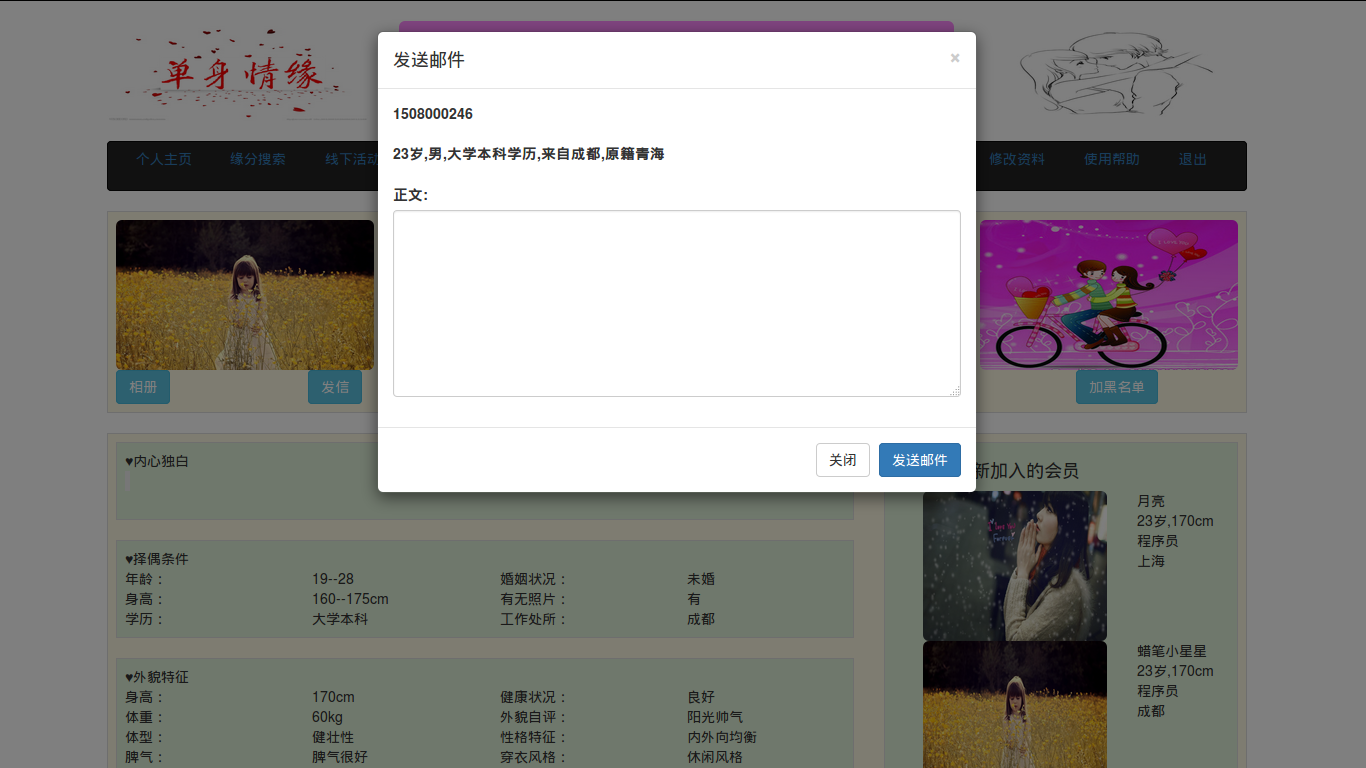 单身情缘
发送邮件
×
1508000246
23岁,男,大学本科学历,来自成都,原籍青海
正文:
关闭
发送邮件
个人主页
缘分搜索
线下活动
修改资料
使用帮助
退出
相册
发信
加黑名单
♥内心独白
♥择偶条件
年龄：
19--28
婚姻状况：
未婚
身高：
160--175cm
有无照片：
有
学历：
大学本科
工作处所：
成都
♥外貌特征
身高：
170cm
健康状况：
良好
体重：
60kg
外貌自评：
阳光帅气
体型：
健壮性
性格特征：
内外向均衡
脾气：
脾气很好
穿衣风格：
休闲风格
新加入的会员
月亮
23岁,170cm
程序员
上海
蜡笔小星星
23岁,170cm
程序员
成都